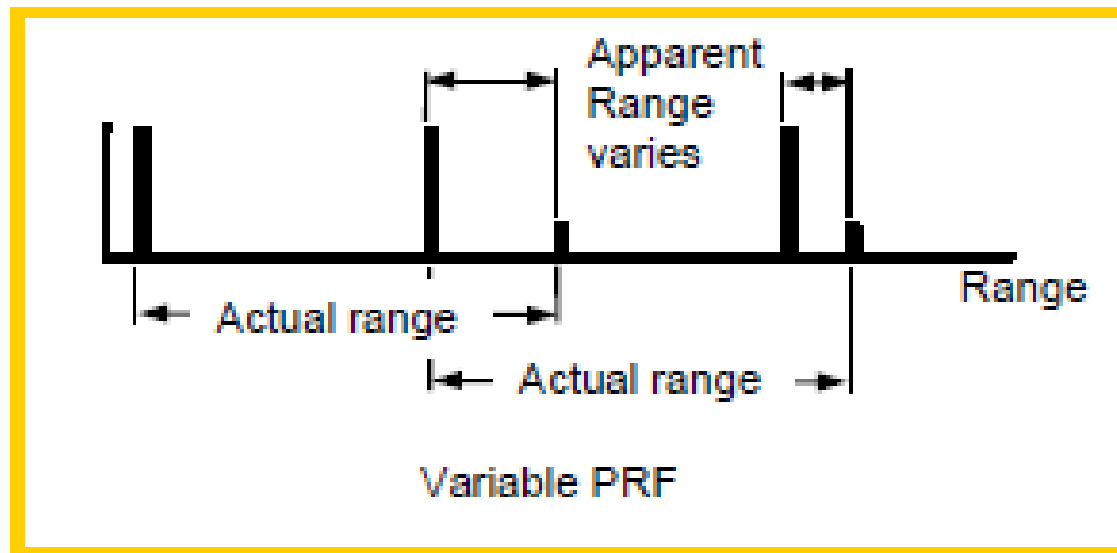 Apparent
Range
varies
Range
Actual range
Actual range
Variable PRF